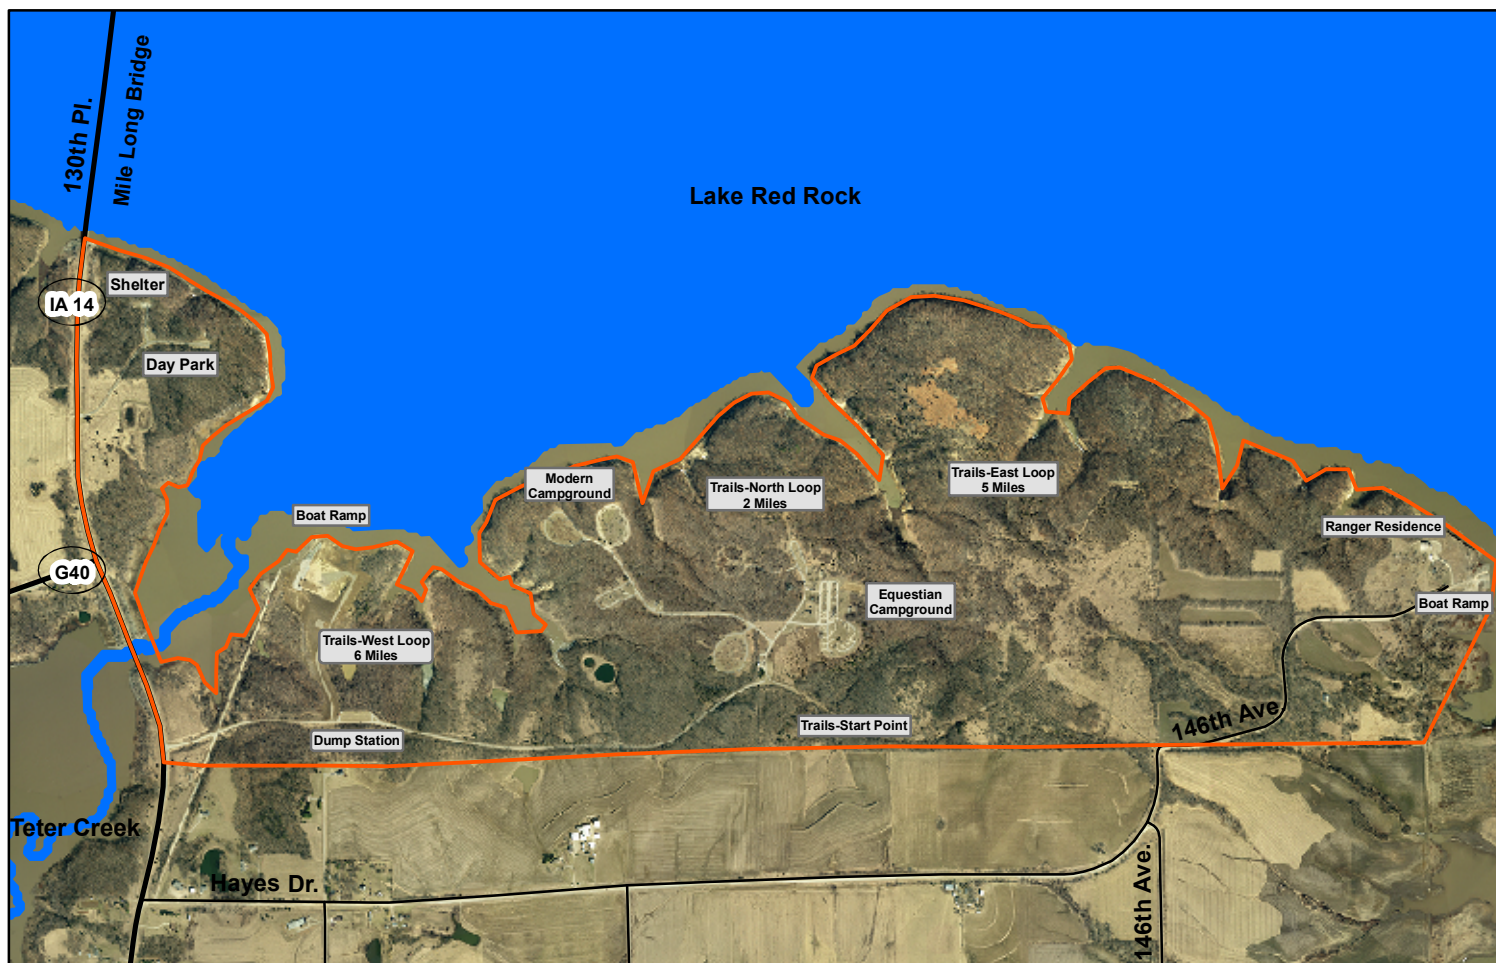 130th Pl.
Mile Long Bridge
Lake Red Rock
Shelter
IA 14
Day Park
Modern
Campground
Trails-North Loop
2 Miles
Trails-East Loop
5 Miles
Boat Ramp
Ranger Residence
G40
Equestian
Campground
Boat Ramp
Trails-West Loop
6 Miles
146th Ave.
Trails-Start Point
Dump Station
Teter Creek
Hayes Dr.
146th Ave.